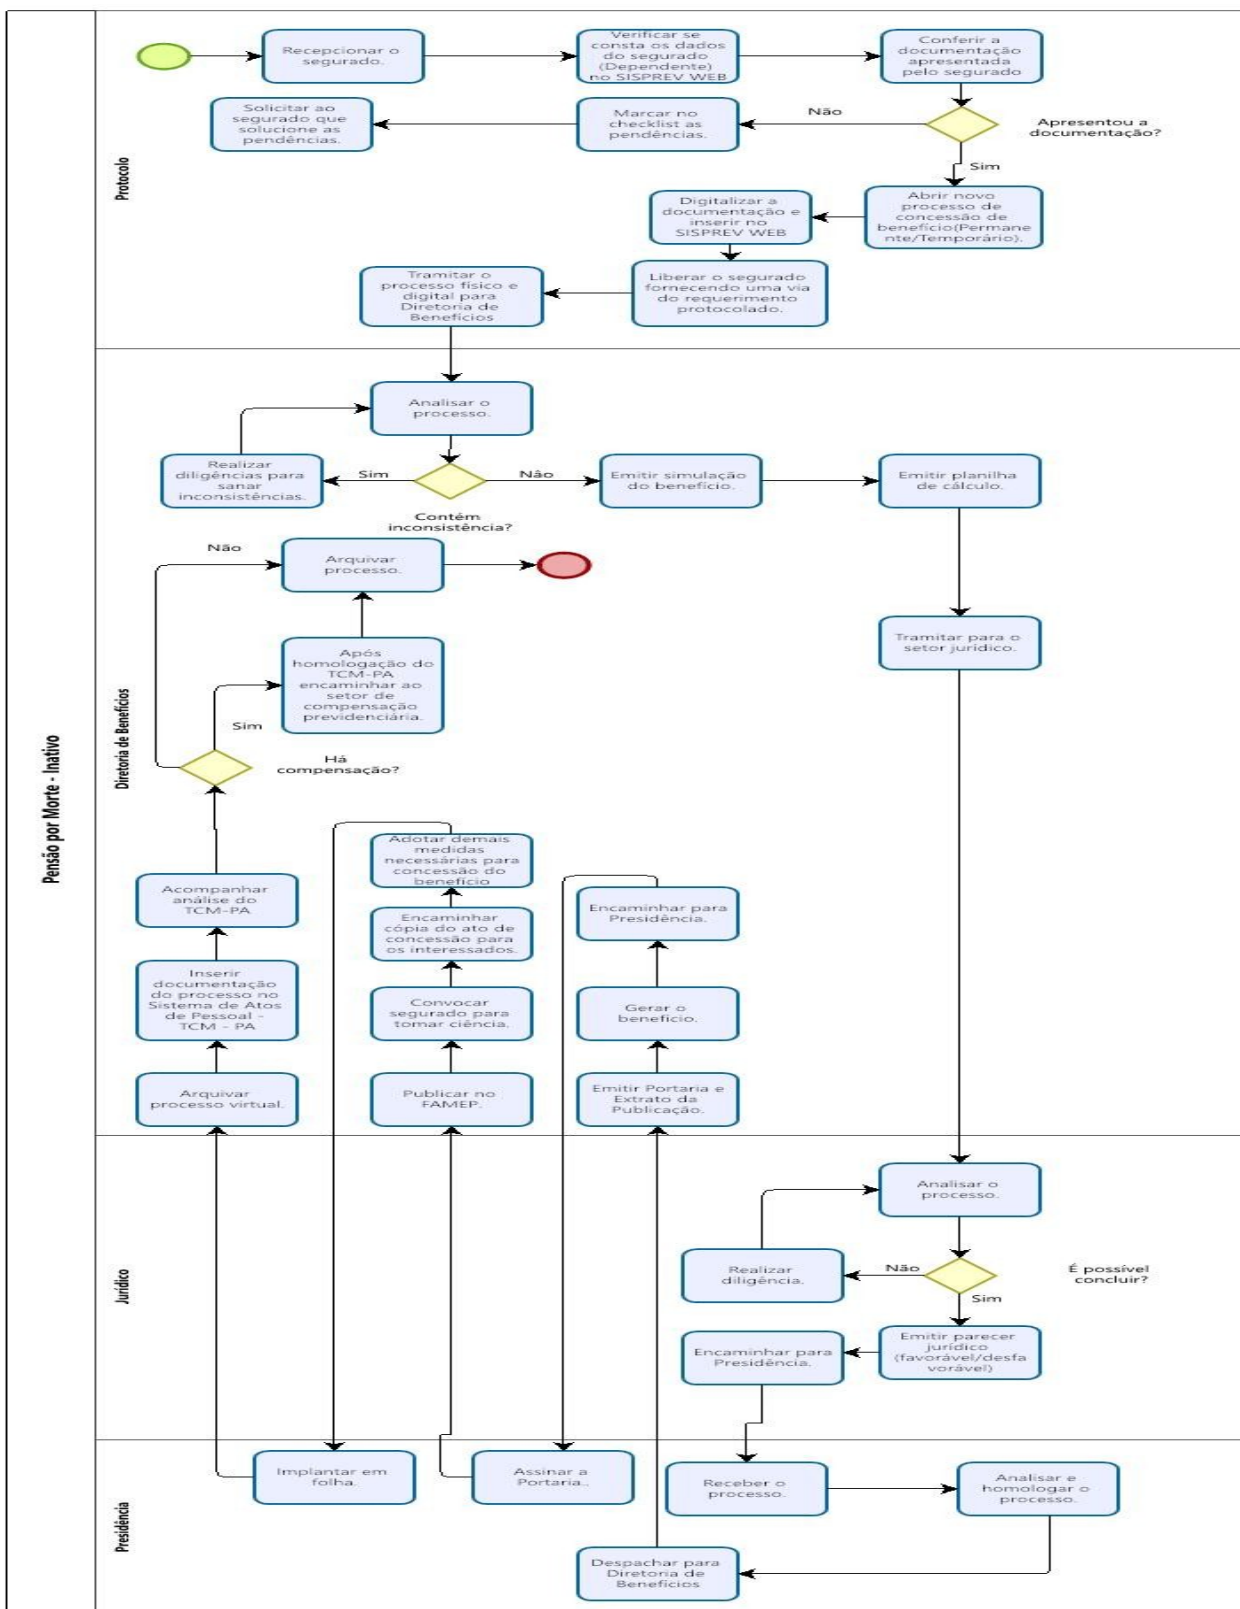 Pensão por Morte - Inativo
Protocolo
Recepcionar o
segurado.
Verificar se
consta os dados
do segurado
(Dependente)
no SISPREV WEB
Conferir a
documentação
apresentada
pelo segurado
Apresentou a
documentação?
Não
Marcar no
checklist as
pendências.
Solicitar ao
segurado que
solucione as
pendências.
Sim
Abrir novo
processo de
concessão de
benefício(Permane
nte/Temporário).
Digitalizar a
documentação e
inserir no
SISPREV WEB
Liberar o segurado
fornecendo uma via
do requerimento
protocolado.
Tramitar o
processo físico e
digital para
Diretoria de
Benefícios
Diretoria de Benefícios
Analisar o
processo.
Realizar
diligências para
sanar
inconsistências.
Sim
Contém
inconsistência?
Não
Emitir simulação
do benefício.
Emitir planilha
de cálculo.
Tramitar para o
setor jurídico.
Não
Arquivar
processo.
Após
homologação do
TCM-PA
encaminhar ao
setor de
compensação
previdenciária.
Sim
Há
compensação?
Acompanhar
análise do
TCM-PA
Inserir
documentação
do processo no
Sistema de Atos
de Pessoal -
TCM - PA
Arquivar
processo virtual.
Adotar demais
medidas
necessárias para
concessão do
benefício
Encaminhar
cópia do ato de
concessão para
os interessados.
Convocar
segurado para
tomar ciência.
Publicar no
FAMEP.
Encaminhar para
Presidência.
Gerar o
benefício.
Emitir Portaria e
Extrato da
Publicação.
Jurídico
Analisar o
processo.
Realizar
diligência.
Não
É possível
concluir?
Sim
Emitir parecer
jurídico
(favorável/desfa
vorável)
Encaminhar para
Presidência.
Presidência
Implantar em
folha.
Assinar a
Portaria..
Receber o
processo.
Analisar e
homologar o
processo.
Despachar para
Diretoria de
Benefícios